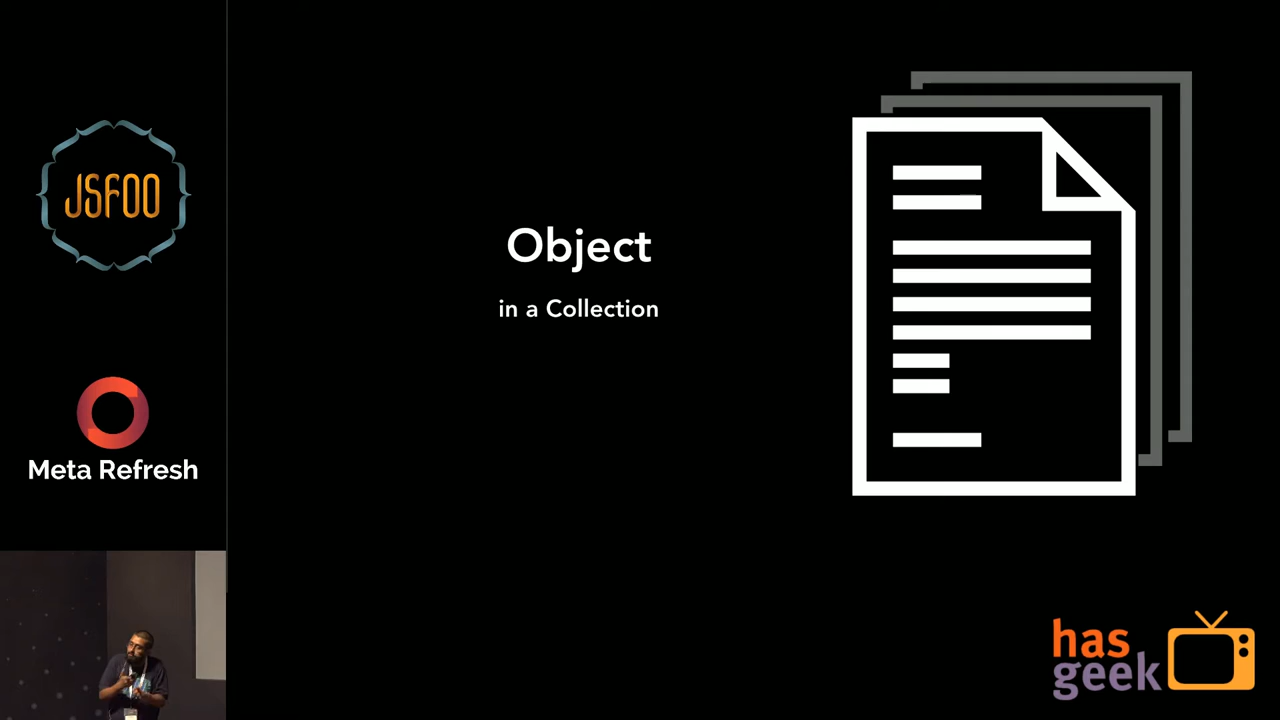 JSFOO
Meta Refresh
Object
in a Collection
has
geek